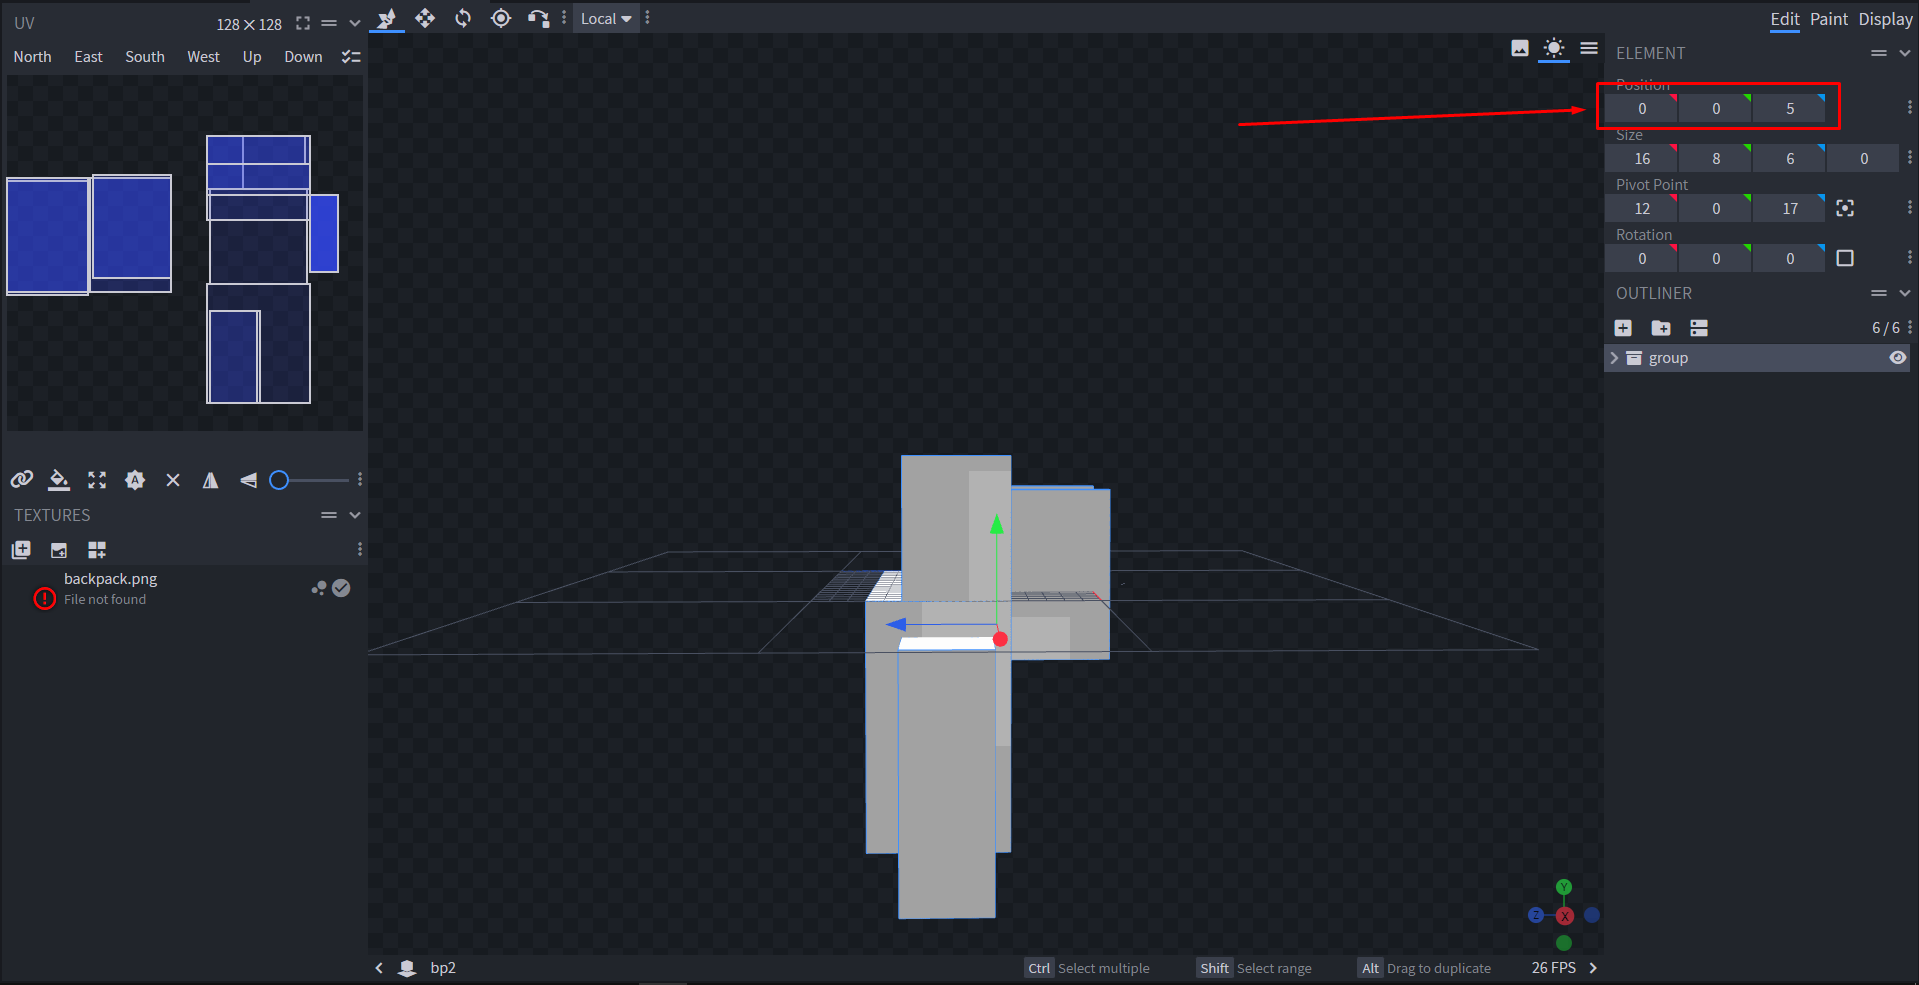 UV
128 × 128
North East South West Up Down
TEXTURES
backpack.png
File not found
Local
Edit Paint Display
ELEMENT
Position
0 0 5
Size
16 8 6 0
Pivot Point
12 0 17
Rotation
0 0 0
OUTLINER
6 / 6
group
Y
Z
X
bp2
Ctrl Select multiple
Shift Select range
Alt Drag to duplicate
26 FPS